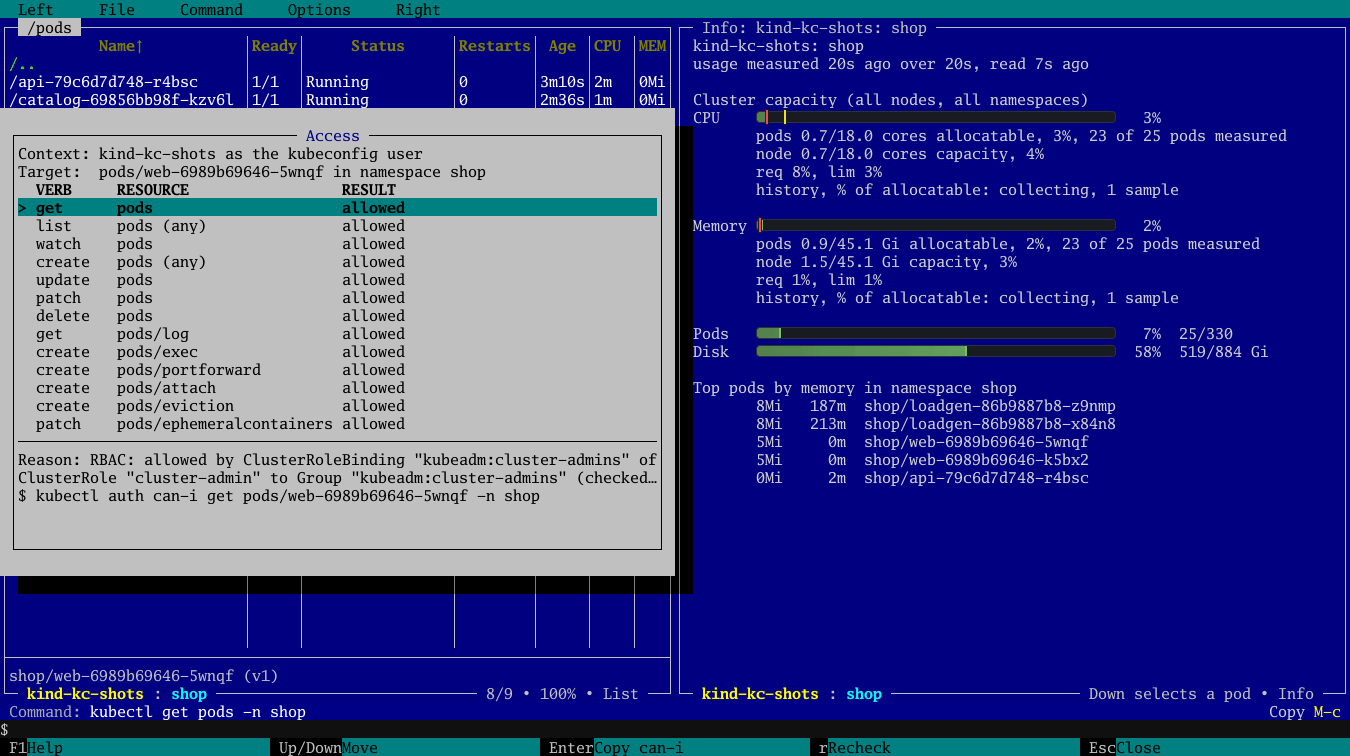 Left File Command Options Right
/pods
Name↑ Ready Status Restarts Age CPU MEM
/..
/api-79c6d7d748-r4bsc 1/1 Running 0 3m10s 2m 0Mi
/catalog-69856bb98f-kzv6l 1/1 Running 0 2m36s 1m 0Mi
Access
Context: kind-kc-shots as the kubeconfig user
Target: pods/web-6989b69646-5wnqf in namespace shop
VERB RESOURCE RESULT
> get pods allowed
list pods (any) allowed
watch pods allowed
create pods (any) allowed
update pods allowed
patch pods allowed
delete pods allowed
get pods/log allowed
create pods/exec allowed
create pods/portforward allowed
create pods/attach allowed
create pods/eviction allowed
patch pods/ephemeralcontainers allowed
Reason: RBAC: allowed by ClusterRoleBinding "kubeadm:cluster-admins" of
ClusterRole "cluster-admin" to Group "kubeadm:cluster-admins" (checked…
$ kubectl auth can-i get pods/web-6989b69646-5wnqf -n shop
shop/web-6989b69646-5wnqf (v1)
kind-kc-shots : shop 8/9 • 100% • List
Info: kind-kc-shots: shop
kind-kc-shots: shop
usage measured 20s ago over 20s, read 7s ago
Cluster capacity (all nodes, all namespaces)
CPU 3%
pods 0.7/18.0 cores allocatable, 3%, 23 of 25 pods measured
node 0.7/18.0 cores capacity, 4%
req 8%, lim 3%
history, % of allocatable: collecting, 1 sample
Memory 2%
pods 0.9/45.1 Gi allocatable, 2%, 23 of 25 pods measured
node 1.5/45.1 Gi capacity, 3%
req 1%, lim 1%
history, % of allocatable: collecting, 1 sample
Pods 7% 25/330
Disk 58% 519/884 Gi
Top pods by memory in namespace shop
8Mi 187m shop/loadgen-86b9887b8-z9nmp
8Mi 213m shop/loadgen-86b9887b8-x84n8
5Mi 0m shop/web-6989b69646-5wnqf
5Mi 0m shop/web-6989b69646-k5bx2
0Mi 2m shop/api-79c6d7d748-r4bsc
kind-kc-shots : shop Down selects a pod • Info
Command: kubectl get pods -n shop Copy M-c
$
F1Help Up/DownMove EnterCopy can-i rRecheck EscClose